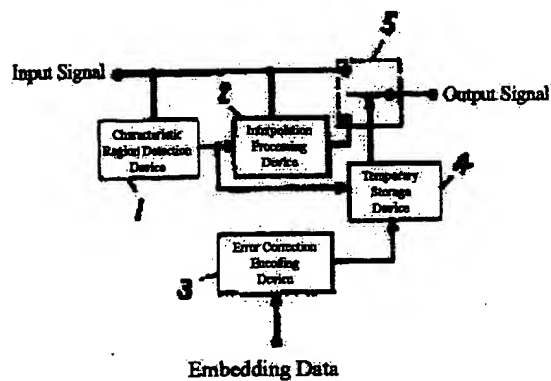 5
Input Signal
2
Output Signal
Characteristic
Region Detection
Device
Interpolation
Processing
Device
1
Temporary
Storage
Device
4
Error Correction
Encoding
Device
3
Embedding Data